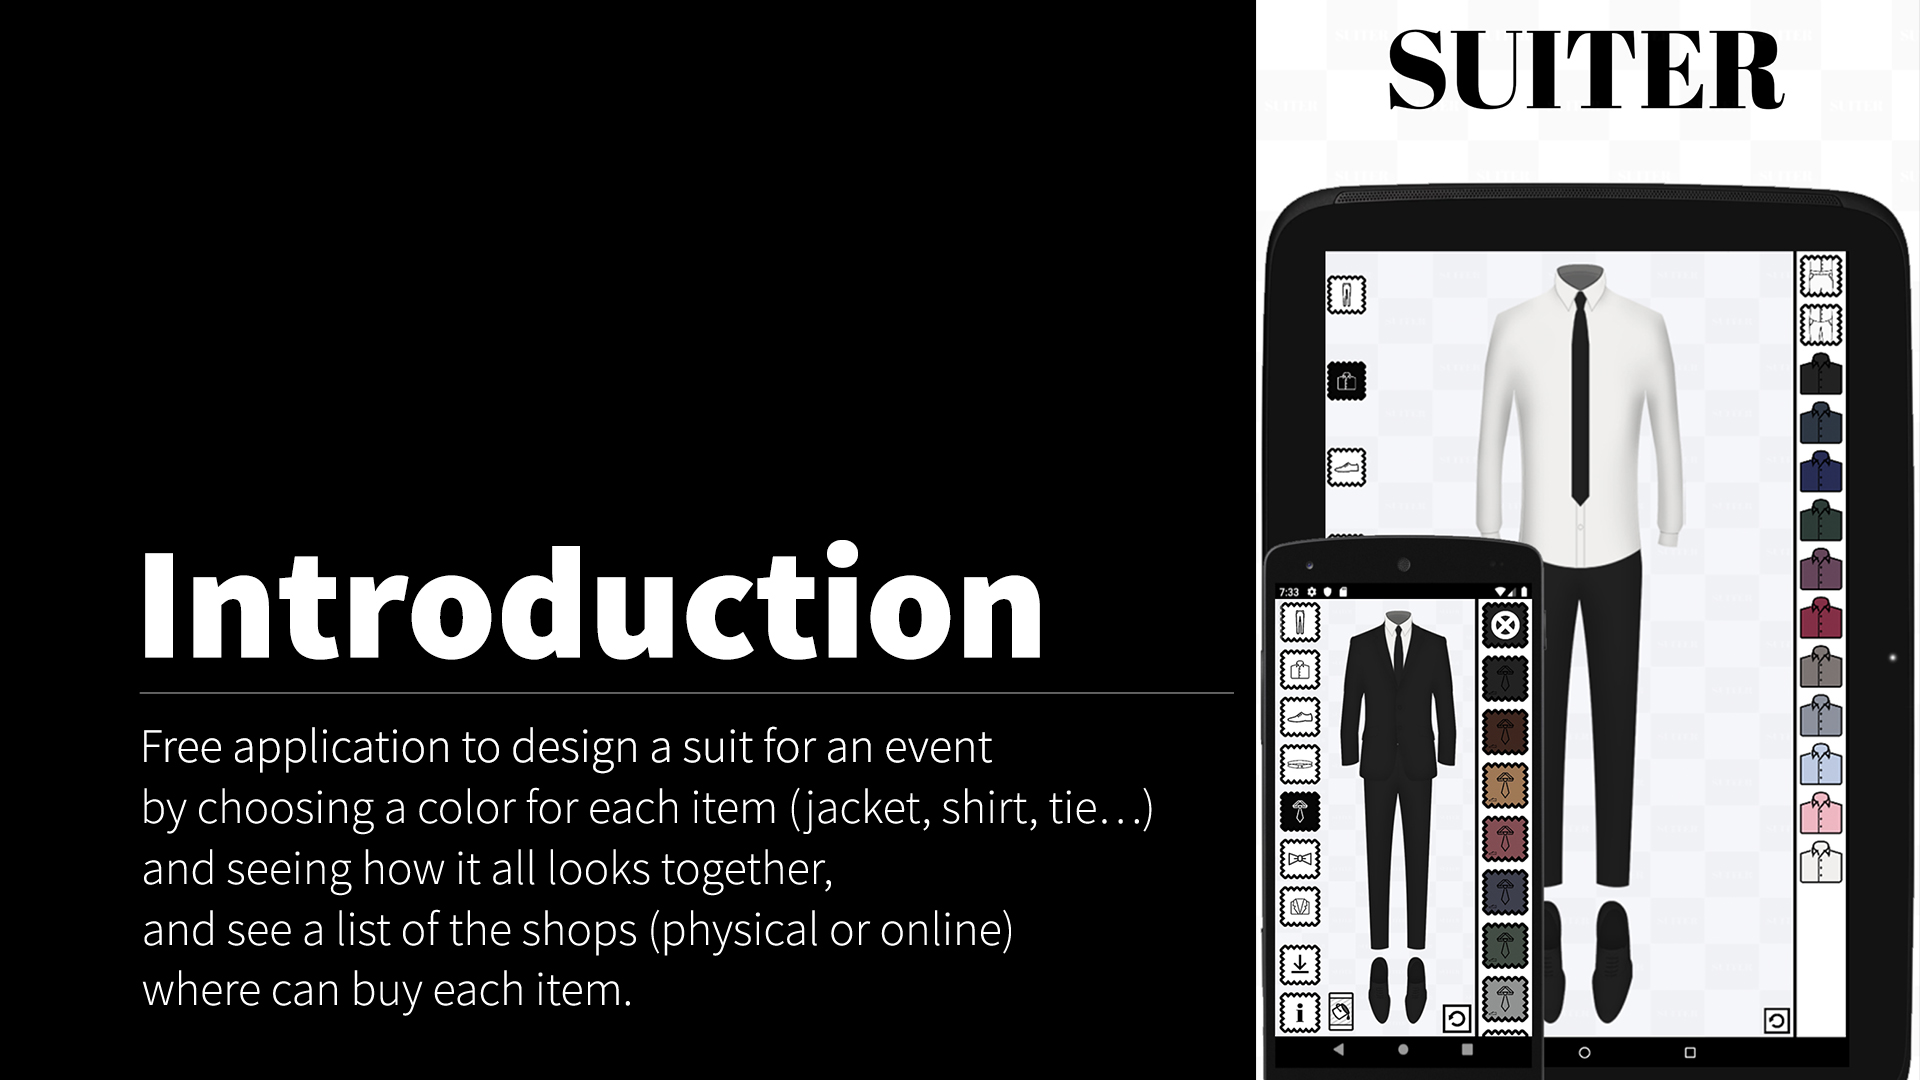 SUITER
Introduction
Free application to design a suit for an event
by choosing a color for each item (jacket, shirt, tie...)
and seeing how it all looks together,
and see a list of the shops (physical or online)
where can buy each item.
7:33
i